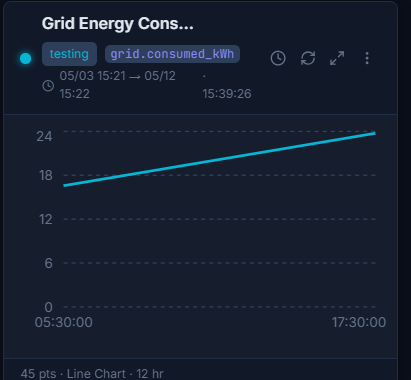 Grid Energy Cons...
testing grid.consumed_kWh
05/03 15:21 → 05/12 ·
15:22 15:39:26
24
18
12
6
0
05:30:00 17:30:00
45 pts · Line Chart · 12 hr